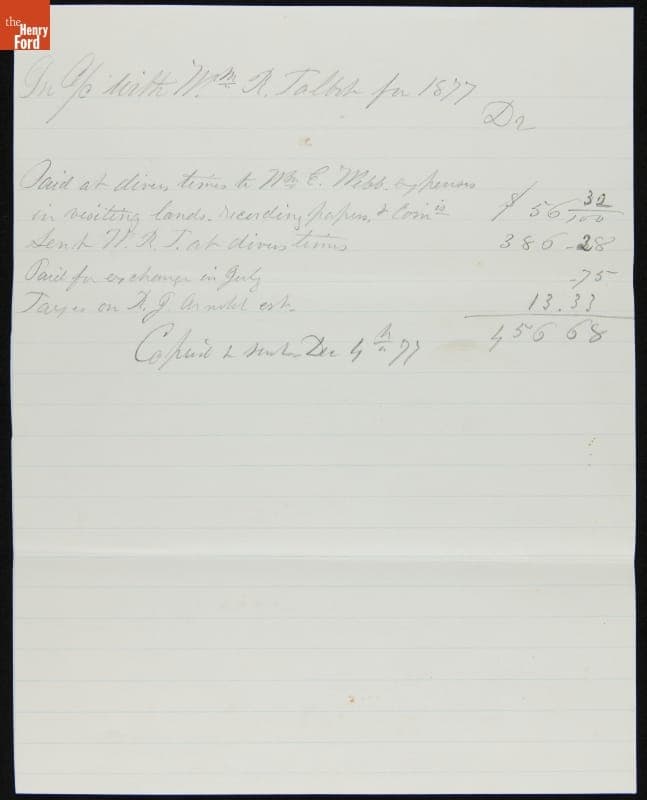 the
Henry
Ford
In a/c with Wm R. Talbot for 1877
Dr
Paid at divers times to Wm E. Webb. expenses
in visiting lands. recording papers, & Comis $ 56 32/100
Sent W. R. T. at divers times 386-28
Paid for exchange in July -75
Taxes on R. J. Arnold est. 13.33
456 68
Copied & sent Dec 4th 77